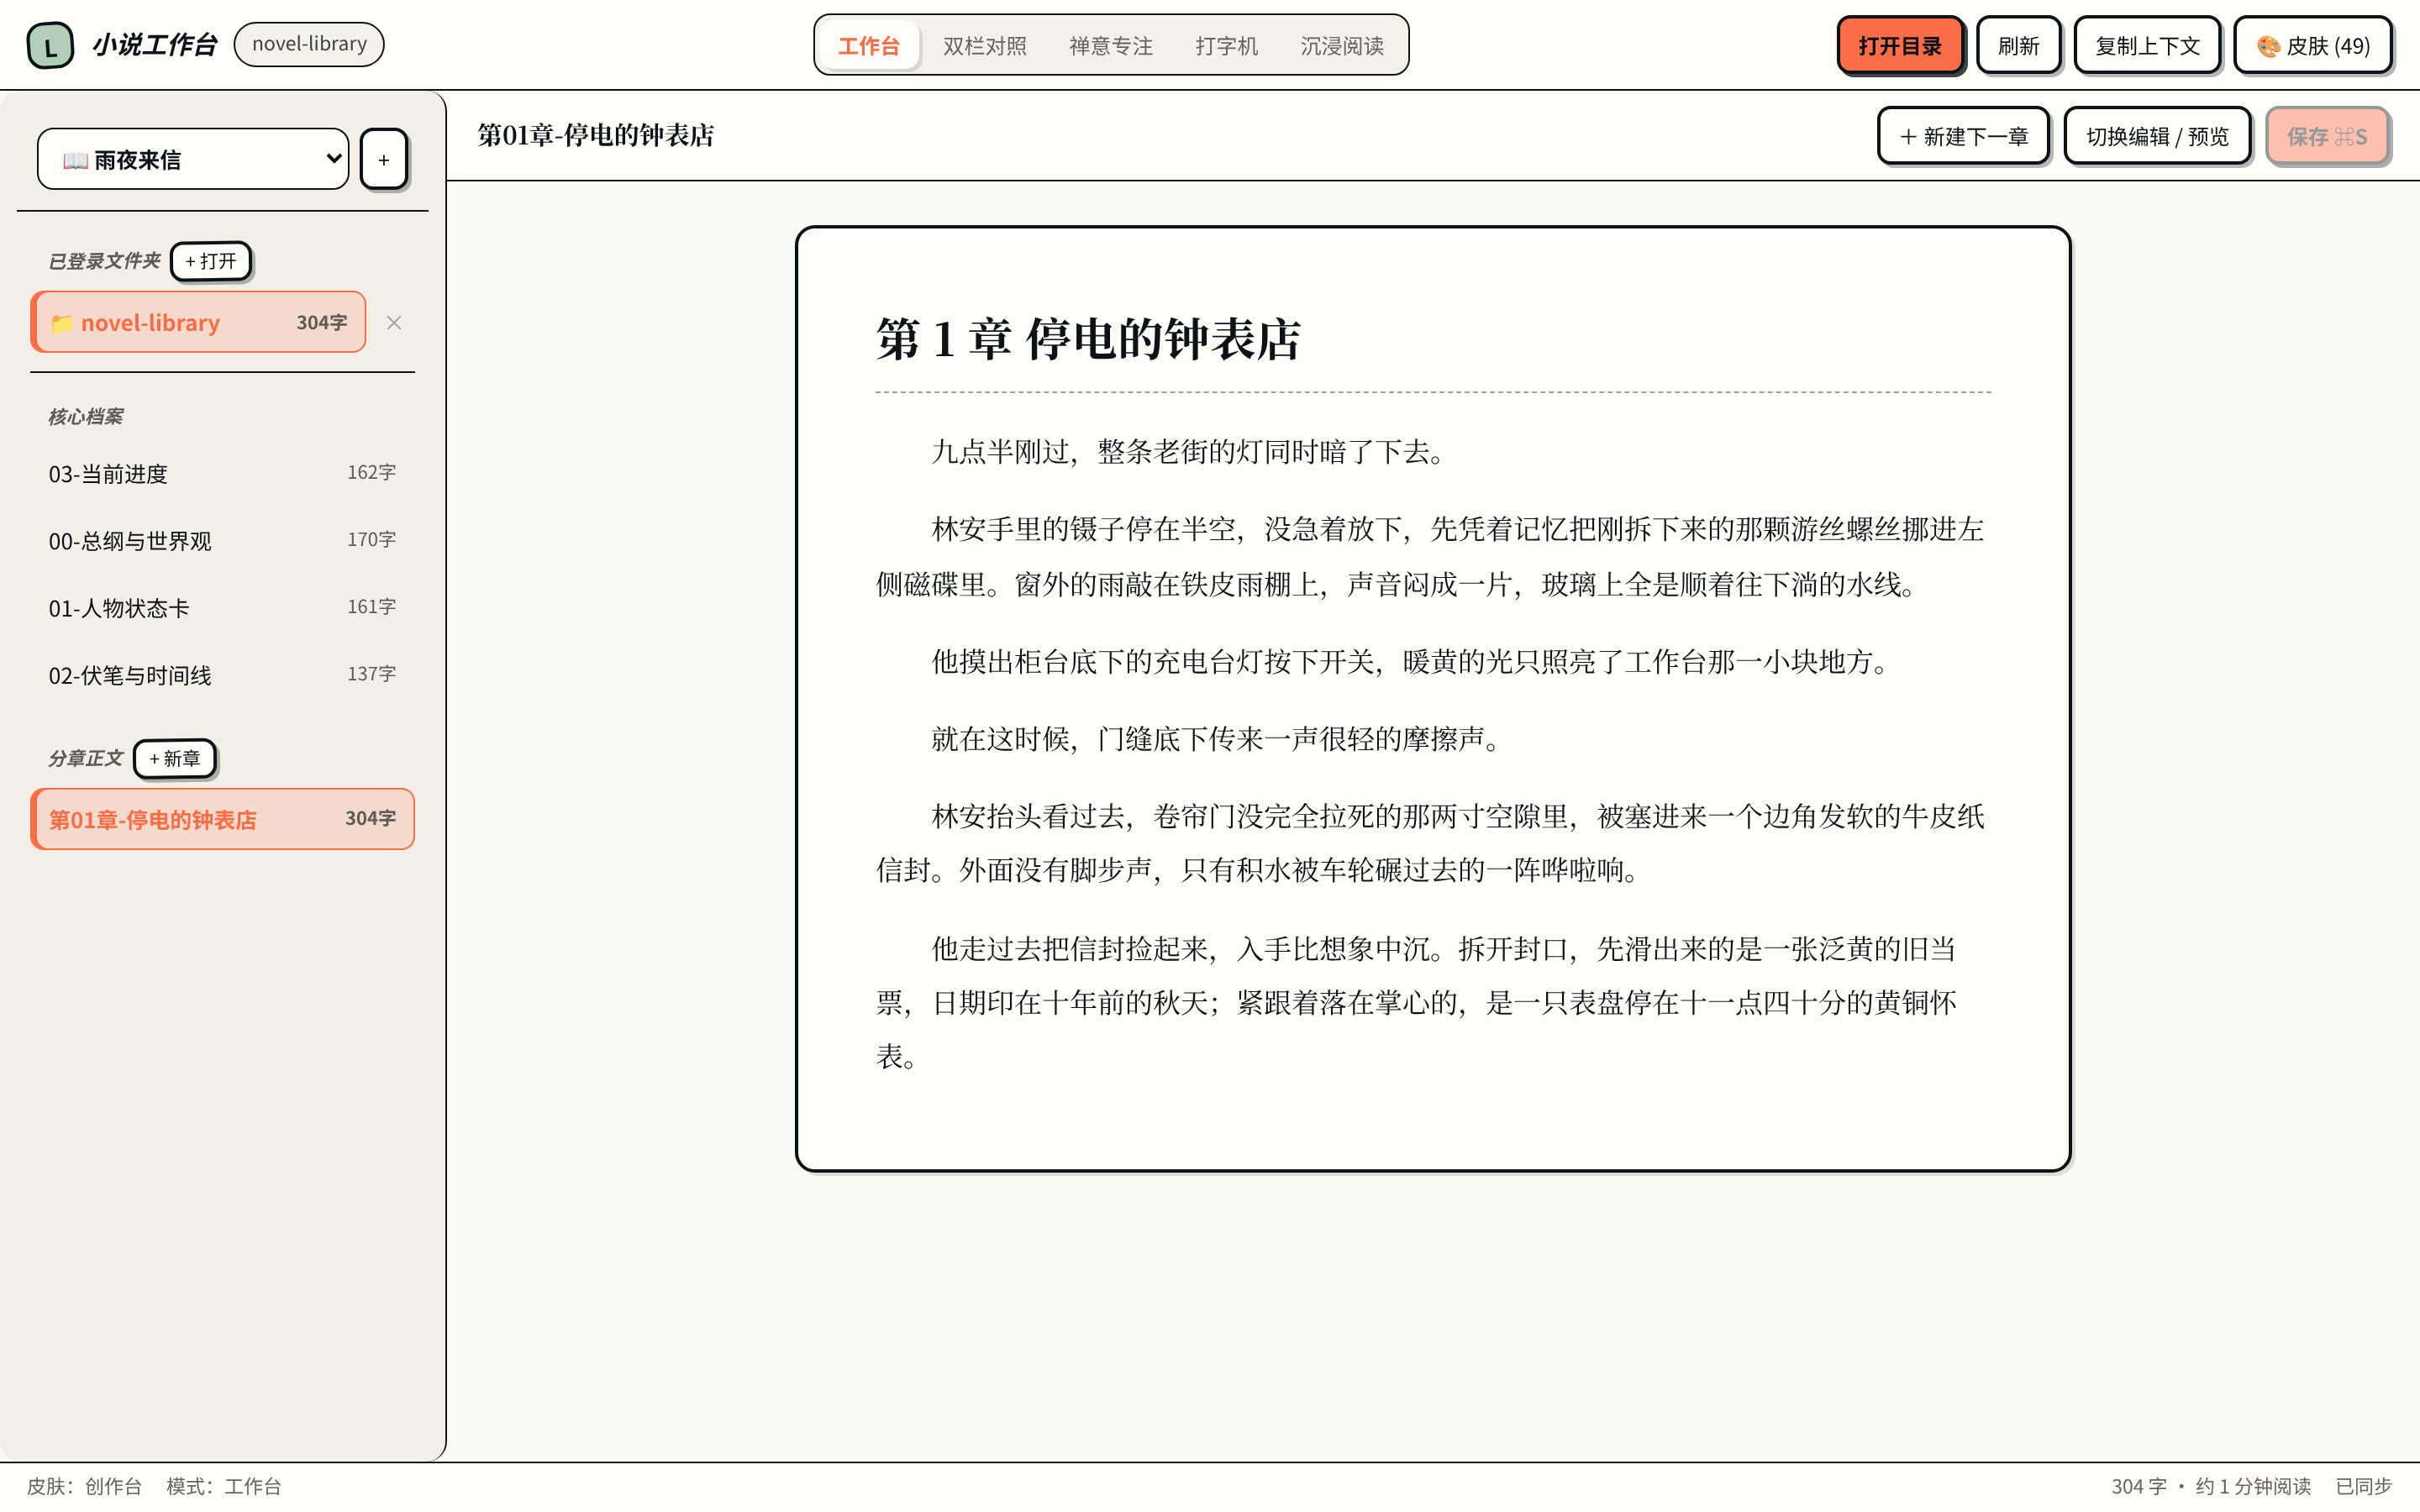 L 小说工作台 novel-library 工作台 双栏对照 禅意专注 打字机 沉浸阅读 打开目录 刷新 复制上下文 🎨 皮肤 (49)
📖 雨夜来信 +
第01章-停电的钟表店 + 新建下一章 切换编辑 / 预览 保存 ⌘S
已登录文件夹 + 打开
📁 novel-library 304字 ×
核心档案
03-当前进度 162字
00-总纲与世界观 170字
01-人物状态卡 161字
02-伏笔与时间线 137字
分章正文 + 新章
第01章-停电的钟表店 304字
第 1 章 停电的钟表店
九点半刚过，整条老街的灯同时暗了下去。
林安手里的镊子停在半空，没急着放下，先凭着记忆把刚拆下来的那颗游丝螺丝挪进左
侧磁碟里。窗外的雨敲在铁皮雨棚上，声音闷成一片，玻璃上全是顺着往下淌的水线。
他摸出柜台底下的充电台灯按下开关，暖黄的光只照亮了工作台那一小块地方。
就在这时候，门缝底下传来一声很轻的摩擦声。
林安抬头看过去，卷帘门没完全拉死的那两寸空隙里，被塞进来一个边角发软的牛皮纸
信封。外面没有脚步声，只有积水被车轮碾过去的一阵哗啦响。
他走过去把信封捡起来，入手比想象中沉。拆开封口，先滑出来的是一张泛黄的旧当
票，日期印在十年前的秋天；紧跟着落在掌心的，是一只表盘停在十一点四十分的黄铜怀
表。
皮肤：创作台 模式：工作台 304 字 • 约 1 分钟阅读 已同步